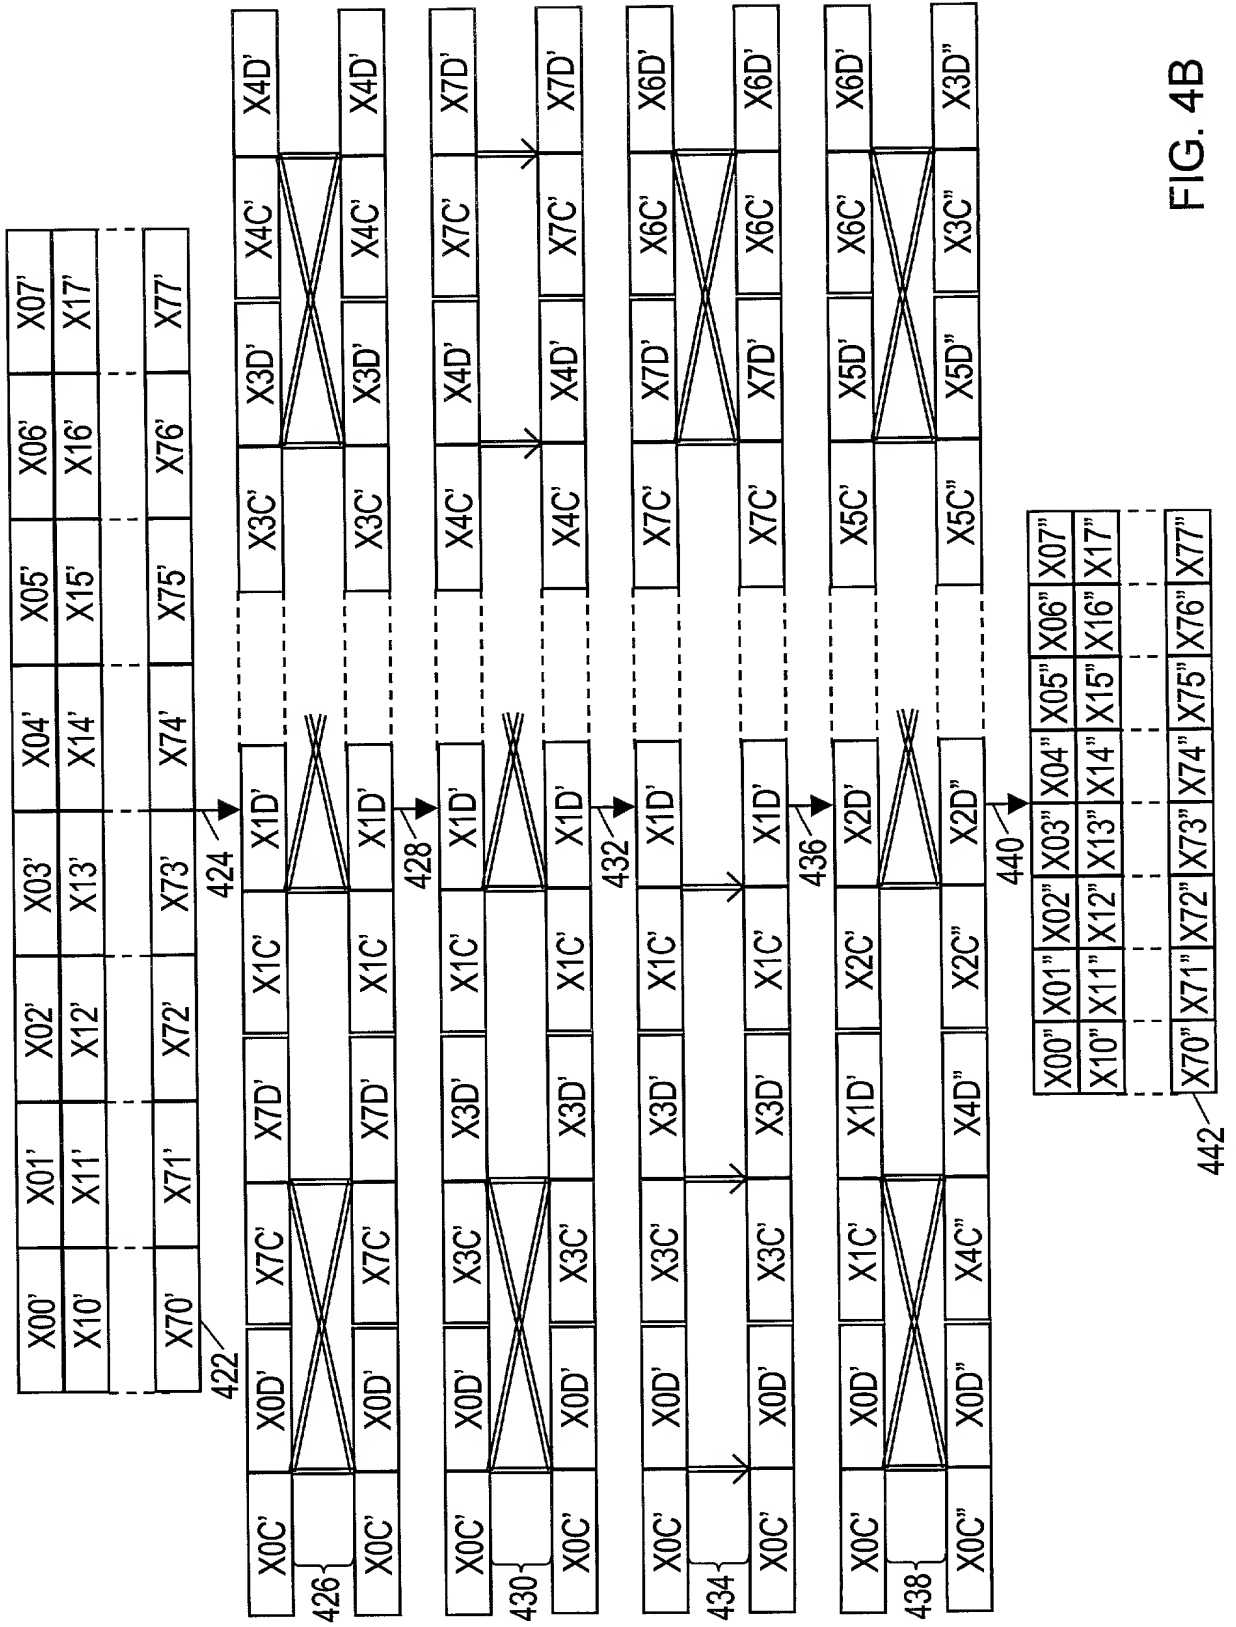 X00' X01' X02' X03' X04' X05' X06' X07'
X10' X11' X12' X13' X14' X15' X16' X17'
X70' X71' X72' X73' X74' X75' X76' X77'
422
424
X0C' X0D' X7C' X7D' X1C' X1D' X3C' X3D' X4C' X4D'
426
X0C' X0D' X7C' X7D' X1C' X1D' X3C' X3D' X4C' X4D'
428
X0C' X0D' X3C' X3D' X1C' X1D' X4C' X4D' X7C' X7D'
430
X0C' X0D' X3C' X3D' X1C' X1D' X4C' X4D' X7C' X7D'
432
X0C' X0D' X3C' X3D' X1C' X1D' X7C' X7D' X6C' X6D'
434
X0C' X0D' X3C' X3D' X1C' X1D' X7C' X7D' X6C' X6D'
436
X0C' X0D' X1C' X1D' X2C' X2D' X5C' X5D' X6C' X6D'
438
X0C” X0D” X4C” X4D” X2C” X2D” X5C” X5D” X3C” X3D”
440
X00” X01” X02” X03” X04” X05” X06” X07”
X10” X11” X12” X13” X14” X15” X16” X17”
X70” X71” X72” X73” X74” X75” X76” X77”
442
FIG. 4B